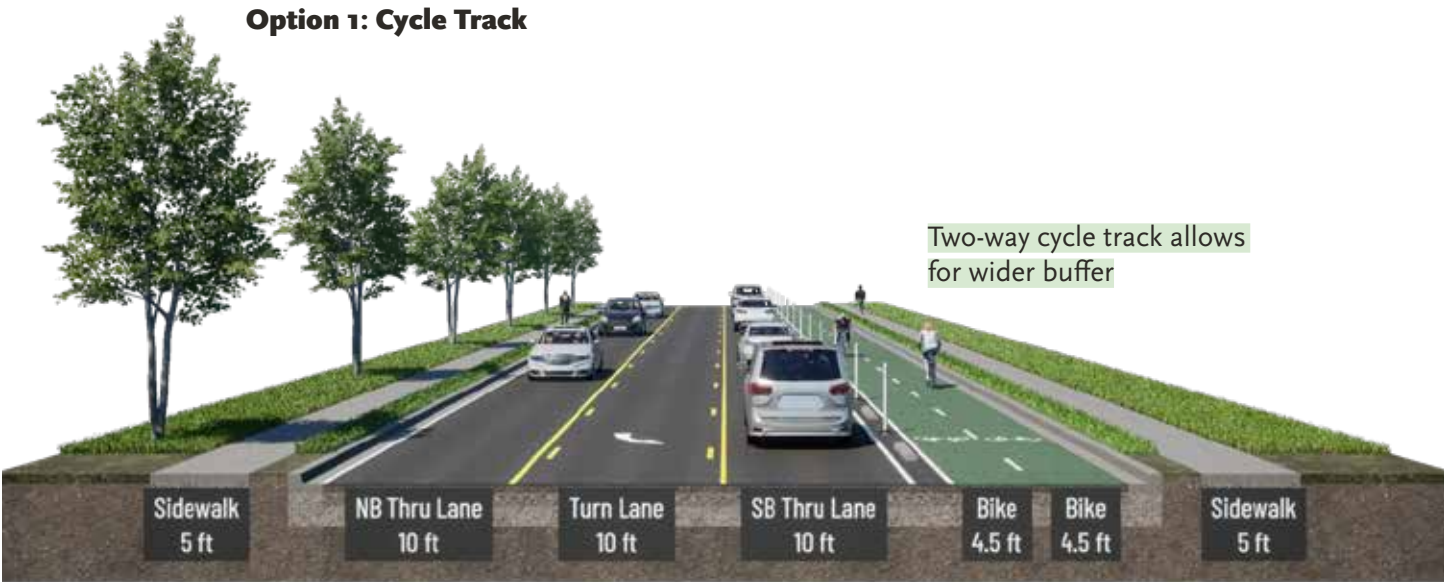 Option 1: Cycle Track
Two-way cycle track allows
for wider buffer
Sidewalk
5 ft
NB Thru Lane
10 ft
Turn Lane
10 ft
SB Thru Lane
10 ft
Bike
4.5 ft
Bike
4.5 ft
Sidewalk
5 ft